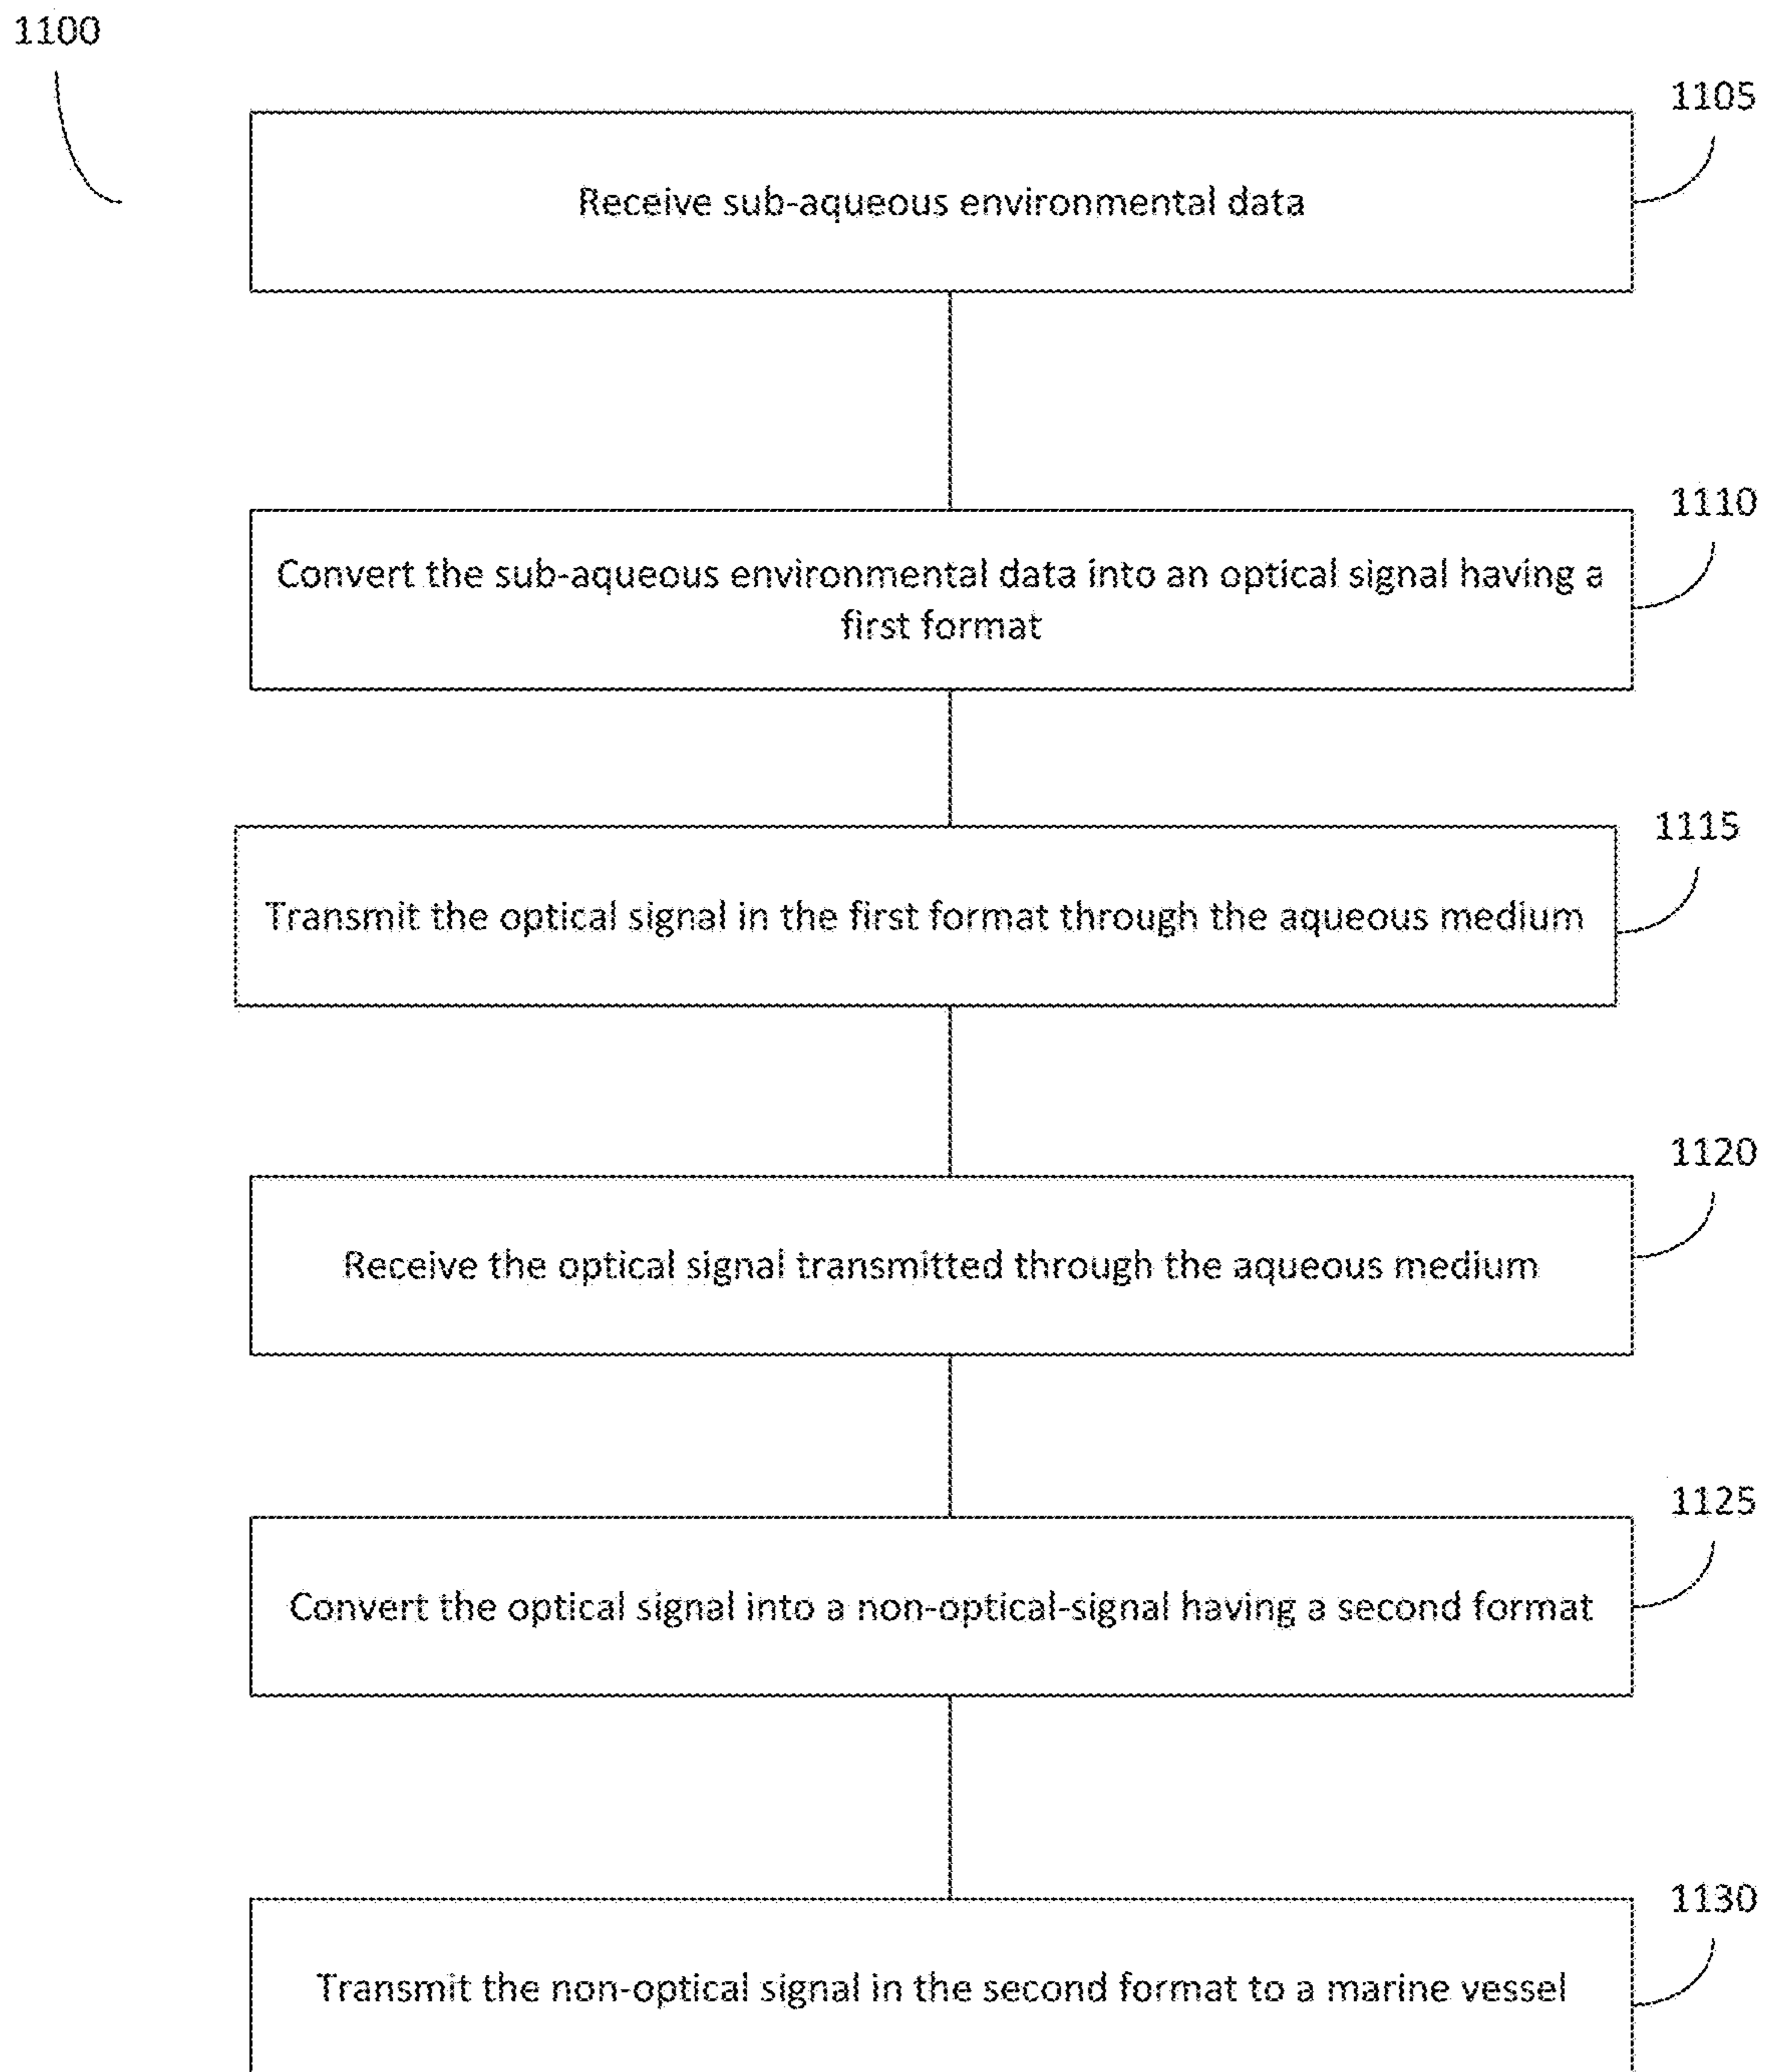 1100
1105
Receive sub-aqueous environmental data
1110
Convert the sub-aqueous environmental data into an optical signal having a
first format
1115
Transmit the optical signal in the first format through the aqueous medium
1120
Receive the optical signal transmitted through the aqueous medium
1125
Convert the optical signal into a non-optical-signal having a second format
1130
Transmit the non-optical signal in the second format to a marine vessel